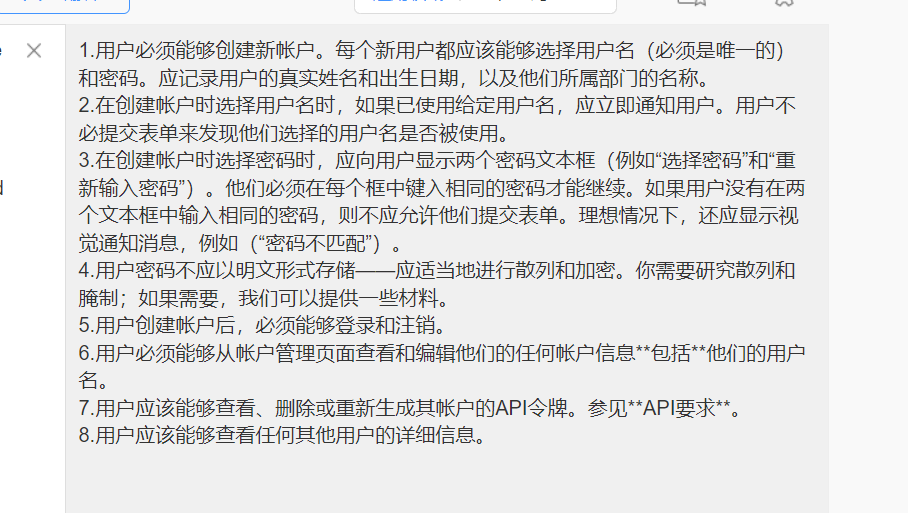 1.用户必须能够创建新帐户。每个新用户都应该能够选择用户名（必须是唯一的）
和密码。应记录用户的真实姓名和出生日期，以及他们所属部门的名称。
2.在创建帐户时选择用户名时，如果已使用给定用户名，应立即通知用户。用户不
必提交表单来发现他们选择的用户名是否被使用。
3.在创建帐户时选择密码时，应向用户显示两个密码文本框（例如“选择密码”和“重
新输入密码”）。他们必须在每个框中键入相同的密码才能继续。如果用户没有在两
个文本框中输入相同的密码，则不应允许他们提交表单。理想情况下，还应显示视
觉通知消息，例如（“密码不匹配”）。
4.用户密码不应以明文形式存储——应适当地进行散列和加密。你需要研究散列和
腌制；如果需要，我们可以提供一些材料。
5.用户创建帐户后，必须能够登录和注销。
6.用户必须能够从帐户管理页面查看和编辑他们的任何帐户信息**包括**他们的用户
名。
7.用户应该能够查看、删除或重新生成其帐户的API令牌。参见**API要求**。
8.用户应该能够查看任何其他用户的详细信息。